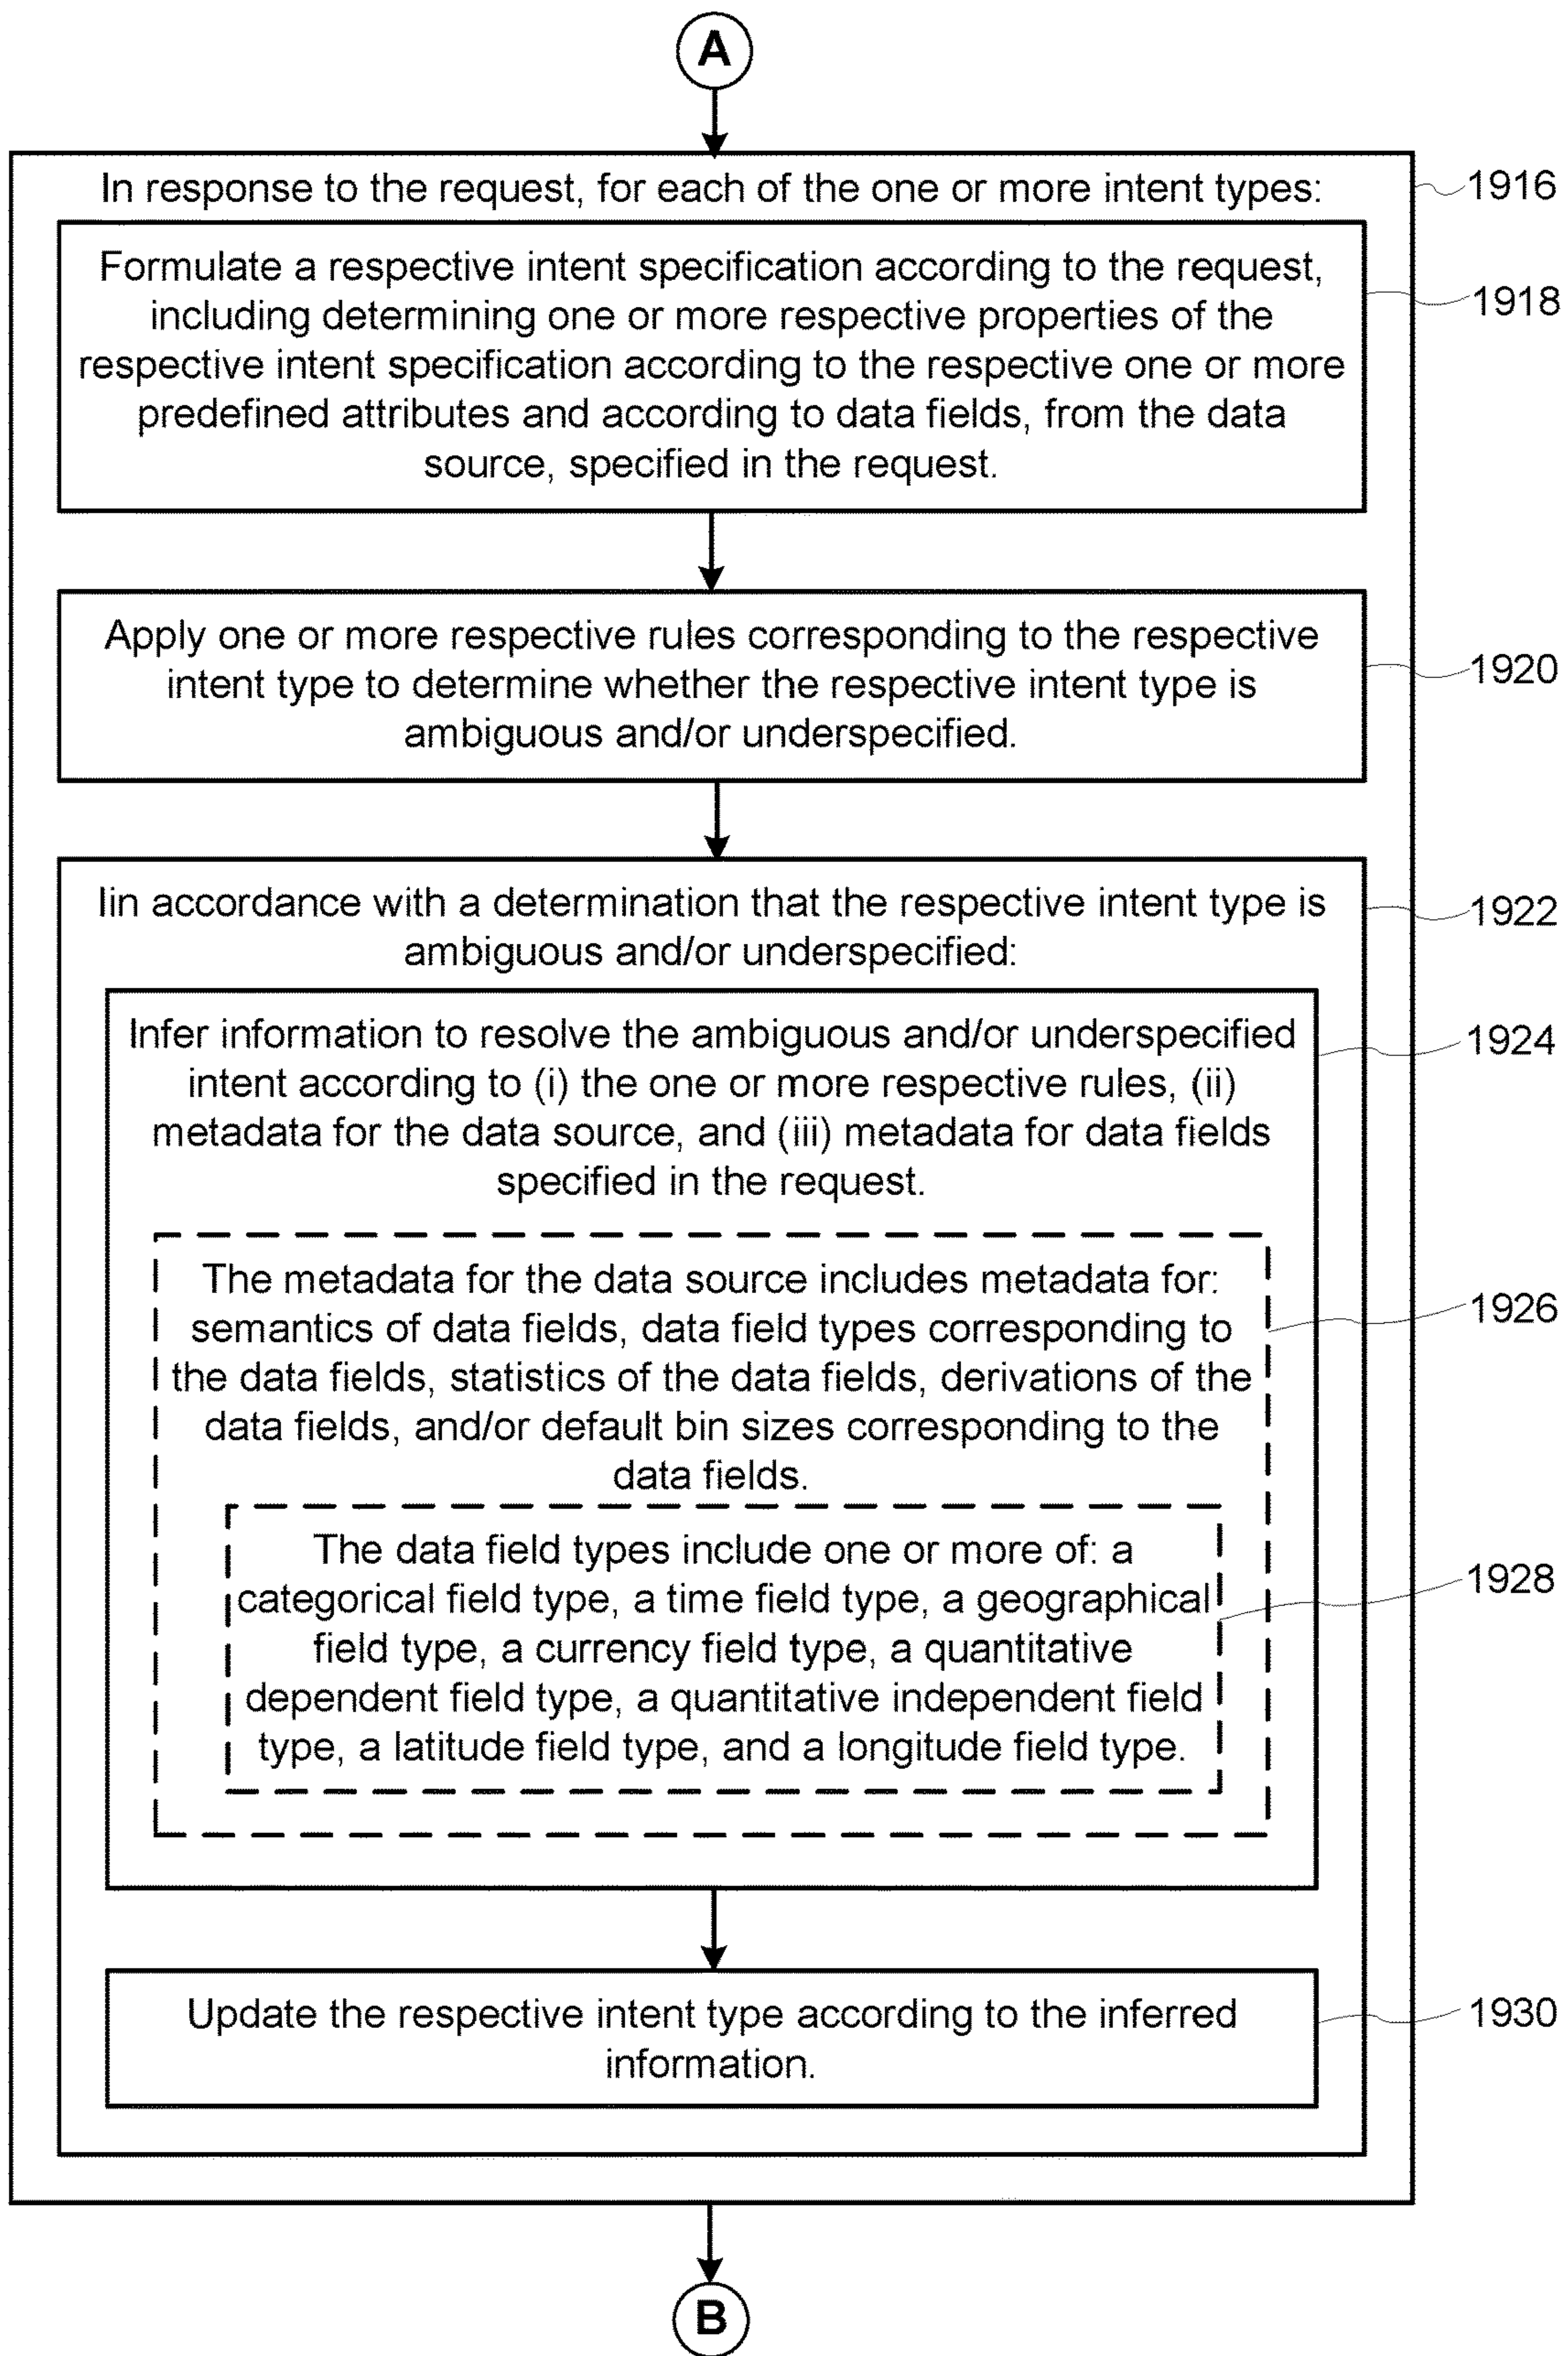 A
In response to the request, for each of the one or more intent types:
1916
Formulate a respective intent specification according to the request,
including determining one or more respective properties of the
respective intent specification according to the respective one or more
predefined attributes and according to data fields, from the data
source, specified in the request.
1918
Apply one or more respective rules corresponding to the respective
intent type to determine whether the respective intent type is
ambiguous and/or underspecified.
1920
Iin accordance with a determination that the respective intent type is
ambiguous and/or underspecified:
1922
Infer information to resolve the ambiguous and/or underspecified
intent according to (i) the one or more respective rules, (ii)
metadata for the data source, and (iii) metadata for data fields
specified in the request.
1924
The metadata for the data source includes metadata for:
semantics of data fields, data field types corresponding to
the data fields, statistics of the data fields, derivations of the
data fields, and/or default bin sizes corresponding to the
data fields.
1926
The data field types include one or more of: a
categorical field type, a time field type, a geographical
field type, a currency field type, a quantitative
dependent field type, a quantitative independent field
type, a latitude field type, and a longitude field type.
1928
Update the respective intent type according to the inferred
information.
1930
B